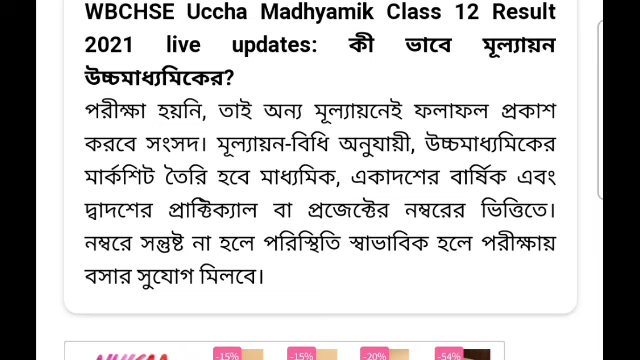 WBCHSE Uccha Madhyamik Class 12 Result
2021 live updates: কী ভাবে মূল্যায়ন
উচ্চমাধ্যমিকের?
পরীক্ষা হয়নি, তাই অন্য মূল্যায়নেই ফলাফল প্রকাশ
করবে সংসদ। মূল্যায়ন-বিধি অনুযায়ী, উচ্চমাধ্যমিকের
মার্কশিট তৈরি হবে মাধ্যমিক, একাদশের বার্ষিক এবং
দ্বাদশের প্রাক্টিক্যাল বা প্রজেক্টের নম্বরের ভিত্তিতে।
নম্বরে সন্তুষ্ট না হলে পরিস্থিতি স্বাভাবিক হলে পরীক্ষায়
বসার সুযোগ মিলবে।
-15% -15% -20% -54%